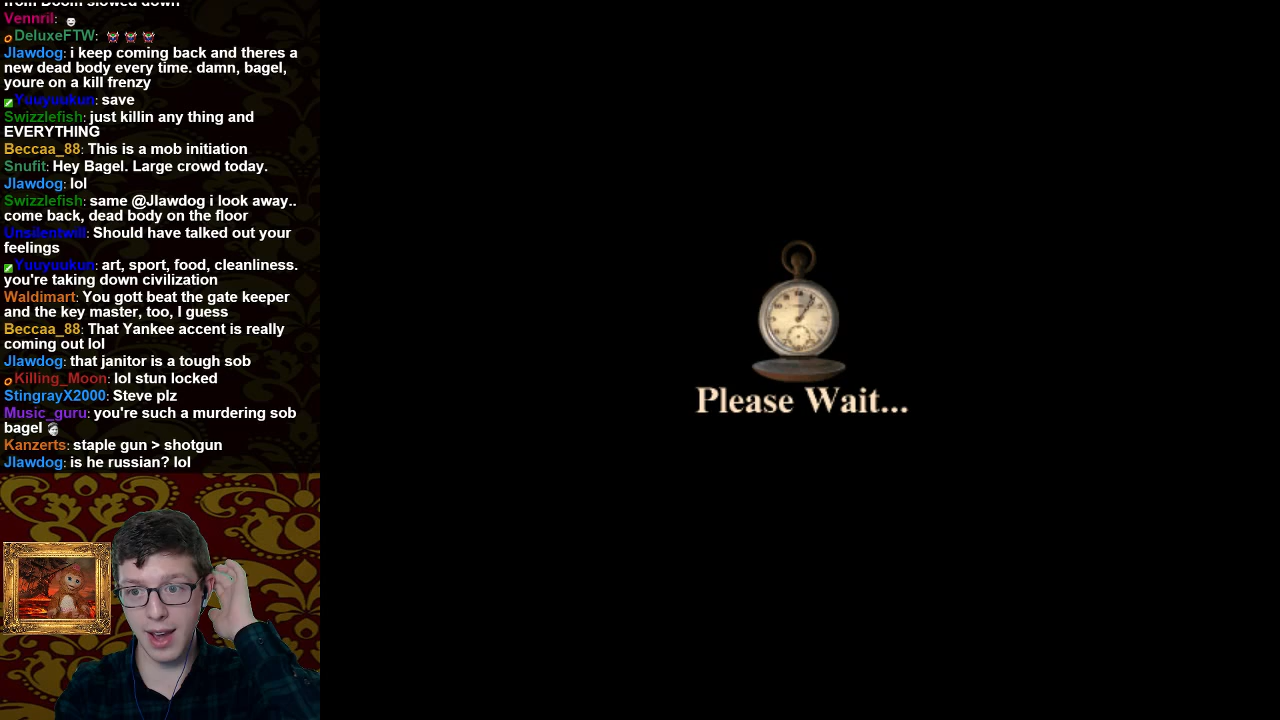 Vennril:
DeluxeFTW:
Jlawdog: i keep coming back and theres a
new dead body every time. damn, bagel,
youre on a kill frenzy
Yuuyuukun: save
Swizzlefish: just killin any thing and
EVERYTHING
Beccaa_88: This is a mob initiation
Snufit: Hey Bagel. Large crowd today.
Jlawdog: lol
Swizzlefish: same @Jlawdog i look away..
come back, dead body on the floor
Unsilentwill: Should have talked out your
feelings
Yuuyuukun: art, sport, food, cleanliness.
you're taking down civilization
Waldimart: You gott beat the gate keeper
and the key master, too, I guess
Beccaa_88: That Yankee accent is really
coming out lol
Jlawdog: that janitor is a tough sob
Killing_Moon: lol stun locked
StingrayX2000: Steve plz
Music_guru: you're such a murdering sob
bagel
Kanzerts: staple gun > shotgun
Jlawdog: is he russian? lol
Please Wait...